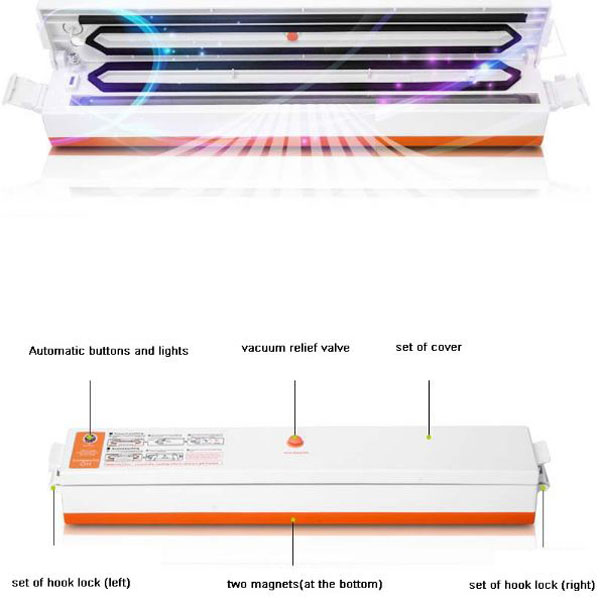 Automatic buttons and lights
vacuum relief valve
set of cover
set of hook lock (left)
two magnets(at the bottom)
set of hook lock (right)